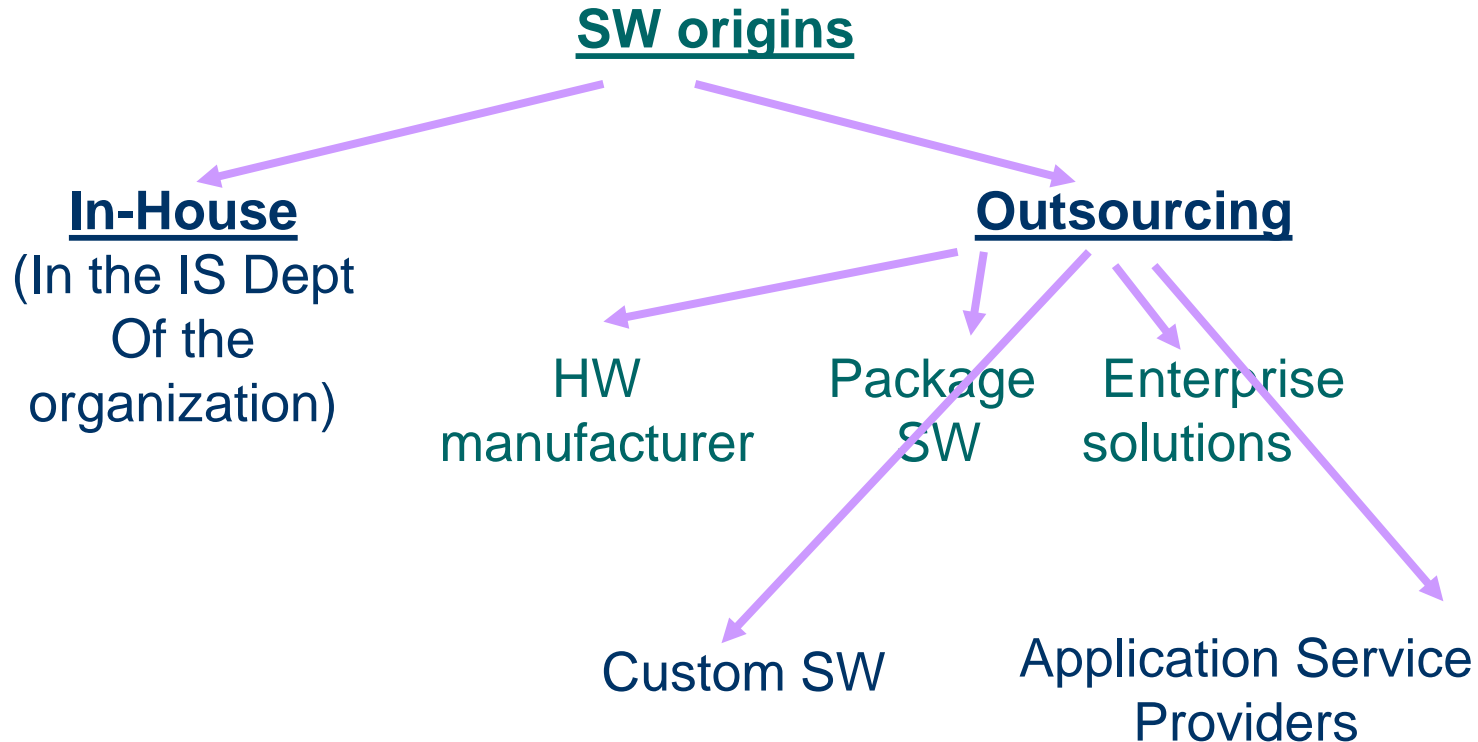 SW origins
In-House
(In the IS Dept
Of the
organization)
Outsourcing
HW
manufacturer
Package
SW
Enterprise
solutions
Custom SW
Application Service
Providers